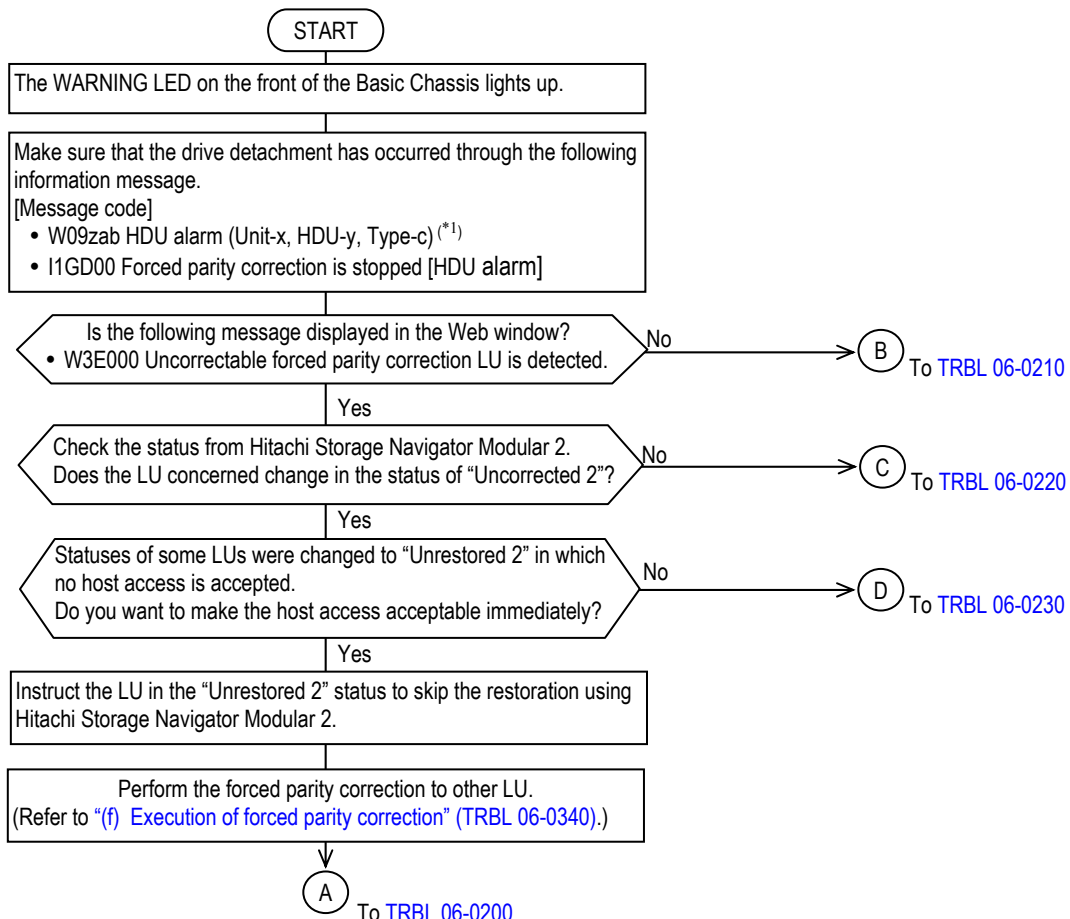 START
The WARNING LED on the front of the Basic Chassis lights up.
Make sure that the drive detachment has occurred through the following
information message.
[Message code]
• W09zab HDU alarm (Unit-x, HDU-y, Type-c) (*1)
• I1GD00 Forced parity correction is stopped [HDU alarm]
Is the following message displayed in the Web window?
• W3E000 Uncorrectable forced parity correction LU is detected.
No
B
To TRBL 06-0210
Yes
Check the status from Hitachi Storage Navigator Modular 2.
Does the LU concerned change in the status of “Uncorrected 2”?
No
C
To TRBL 06-0220
Yes
Statuses of some LUs were changed to “Unrestored 2” in which
no host access is accepted.
Do you want to make the host access acceptable immediately?
No
D
To TRBL 06-0230
Yes
Instruct the LU in the “Unrestored 2” status to skip the restoration using
Hitachi Storage Navigator Modular 2.
Perform the forced parity correction to other LU.
(Refer to “(f) Execution of forced parity correction” (TRBL 06-0340).)
A
To TRBL 06-0200